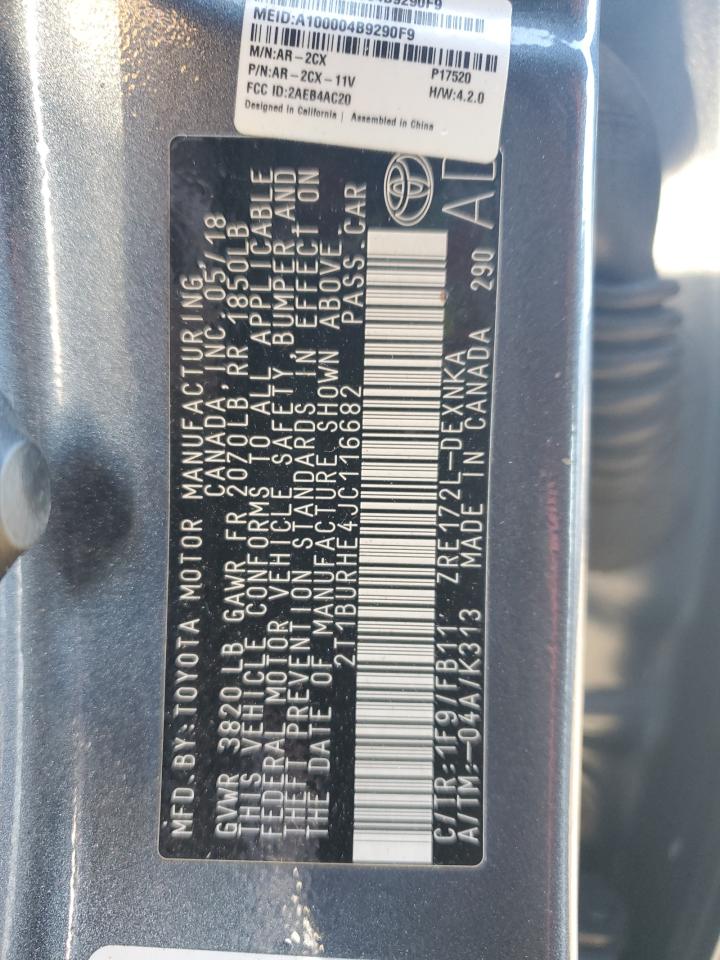 MEID:A100004B9290F9
M/N:AR-2CX P17520
P/N:AR-2CX-11V H/W:4.2.0
FCC ID:2AEB4AC20
Designed in California | Assembled in China
MFD.BY:TOYOTA MOTOR MANUFACTURING
CANADA, INC. 05/18
GVWR 3820LB GAWR FR 2070LB, RR 1850LB
THIS VEHICLE CONFORMS TO ALL APPLICABLE
FEDERAL MOTOR VEHICLE SAFETY, BUMPER AND
THEFT PREVENTION STANDARDS IN EFFECT ON
THE DATE OF MANUFACTURE SHOWN ABOVE.
2T1BURHE4JC116682 PASS.CAR
C/TR:1F9/FB11 ZRE172L-DEXNKA
A/TM:-04A/K313 MADE IN CANADA 290